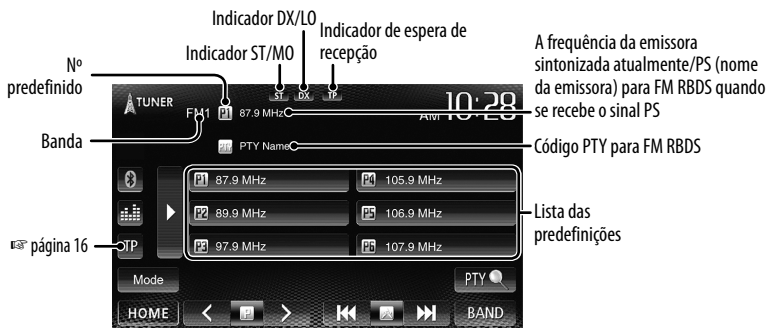 Indicador DX/LO
Indicador ST/MO
Indicador de espera de
recepção
Nº
predefinido
A frequência da emissora
sintonizada atualmente/PS (nome
da emissora) para FM RBDS quando
se recebe o sinal PS
TUNER
ST DX TP
FM1 P1 87.9 MHz
AM 10:28
Banda
PTY PTY Name
Código PTY para FM RBDS
P1 87.9 MHz
P4 105.9 MHz
P2 89.9 MHz
P5 106.9 MHz
Lista das
predefinições
☞ página 16
TP
P3 97.9 MHz
P6 107.9 MHz
Mode
PTY
HOME
P
BAND